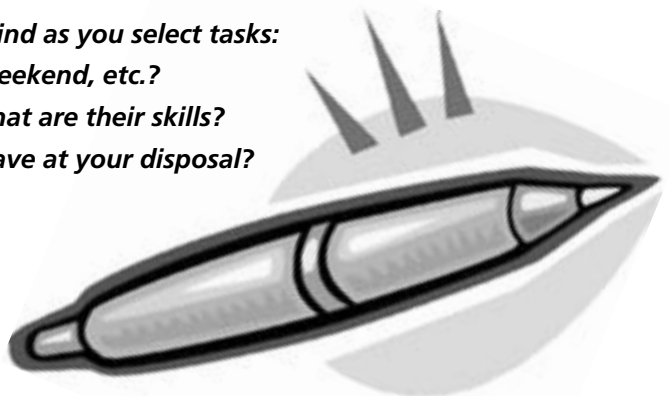 ind as you select tasks:
eekend, etc.?
hat are their skills?
ave at your disposal?